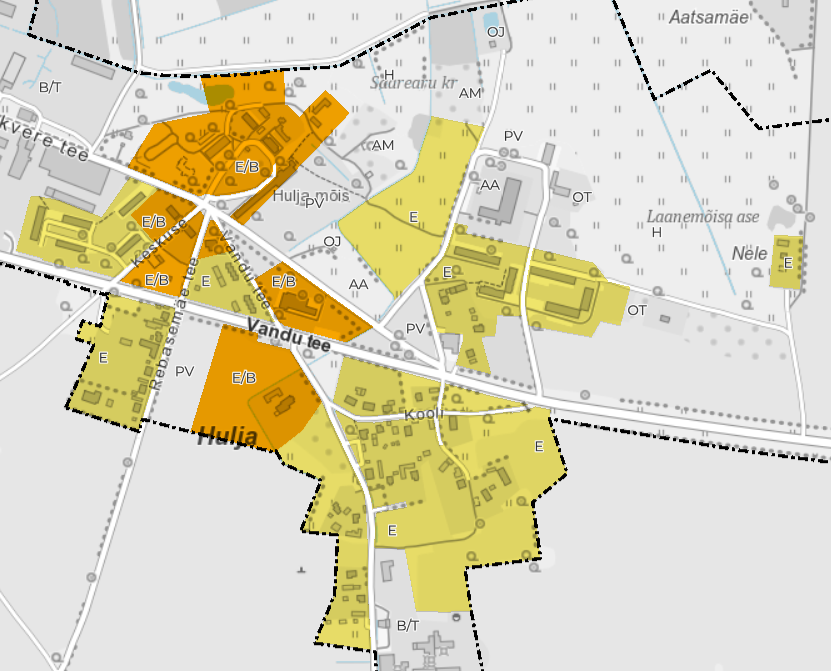 Aatsamäe
OJ
H
Saarearu kr
B/T
AM
kvere tee
PV
AM
E/B
AA
OT
Hulja mõis
PV
Laanemõisa ase
E/B
E
H
Keskuse
OJ
Nele
Vandu tee
E
E
E/B
E
E/B
AA
Rebasemäe tee
OT
Vandu tee
PV
E
PV
E/B
Kooli
Hulja
E
E
B/T